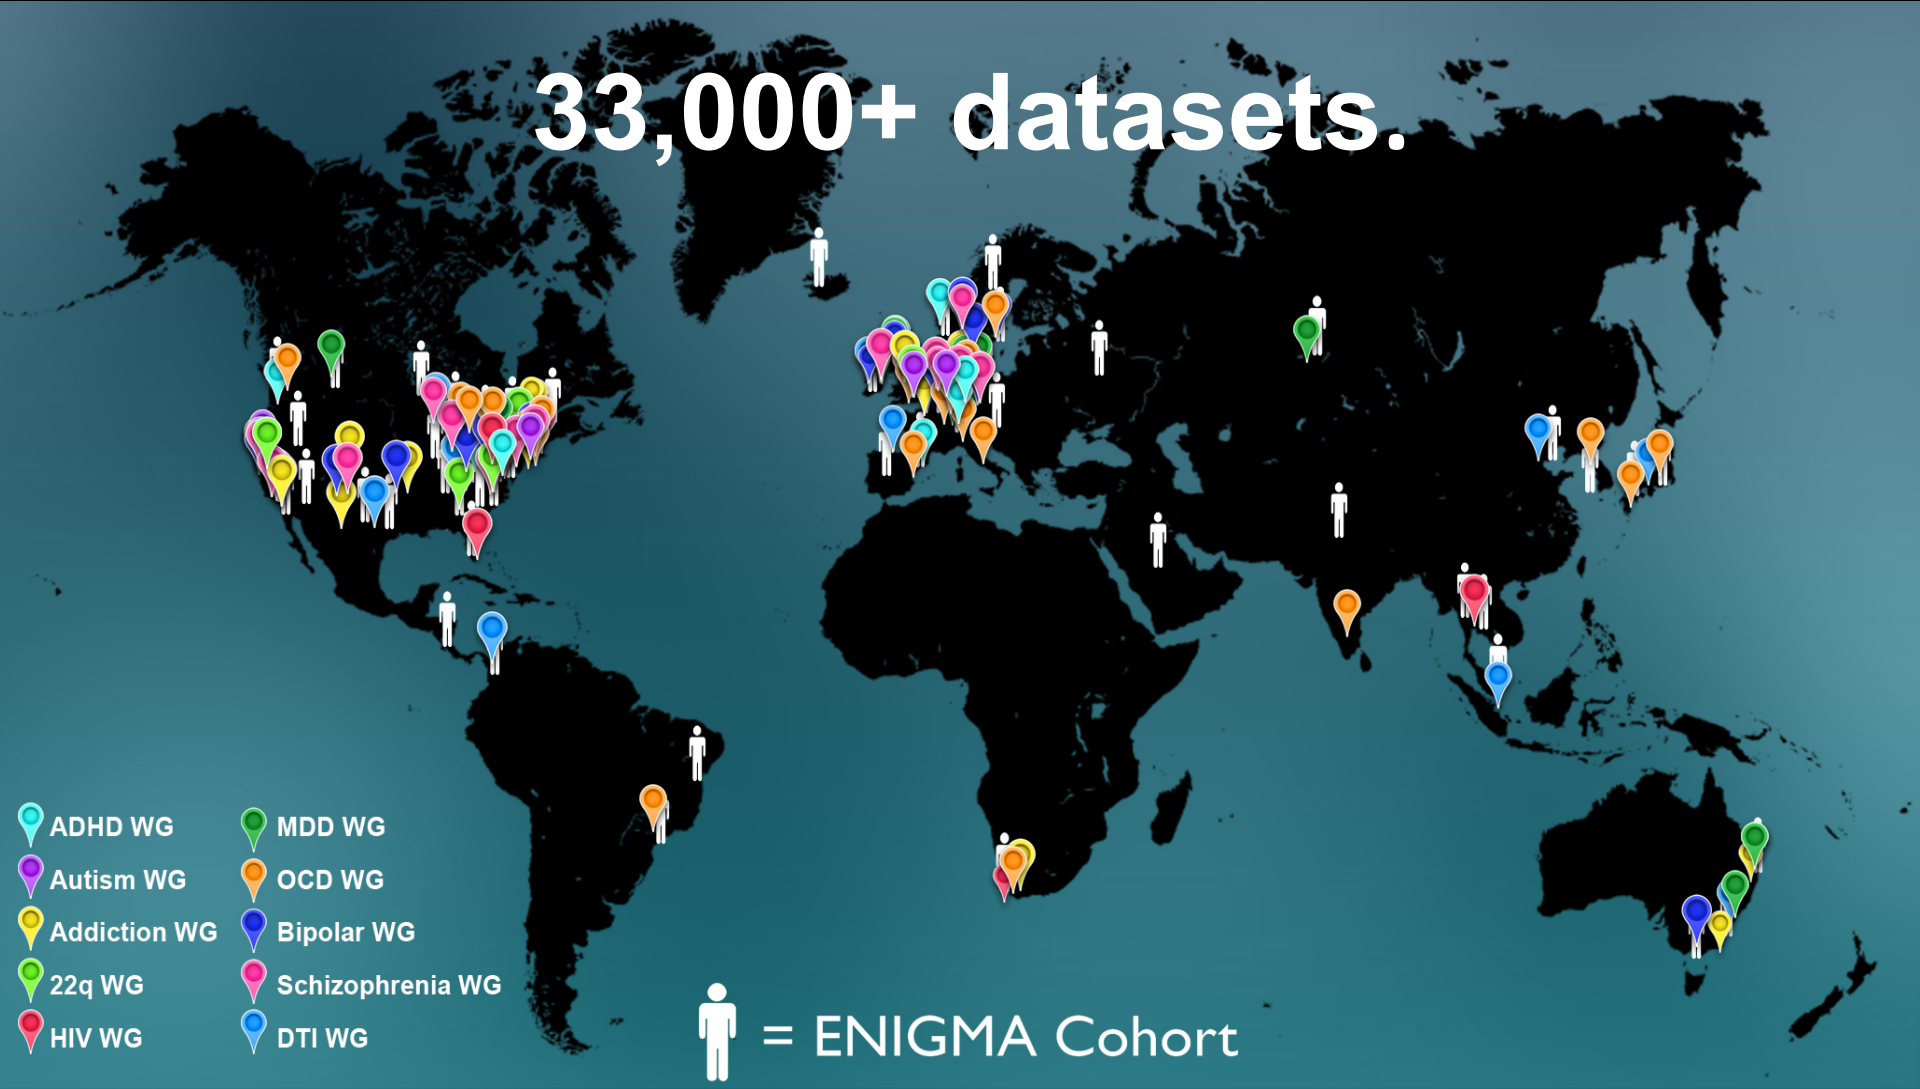 33,000+ datasets.
ADHD WG
Autism WG
Addiction WG
22q WG
HIV WG
MDD WG
OCD WG
Bipolar WG
Schizophrenia WG
DTI WG
= ENIGMA Cohort